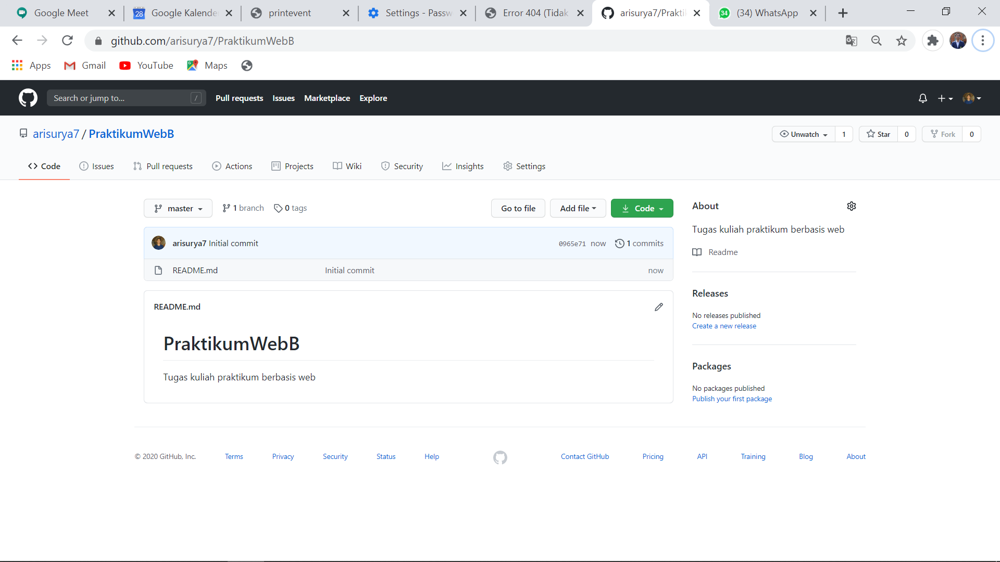 Google Meet
28 Google Kalende
printevent
Settings - Passw
Error 404 (Tidak
arisurya7/Prakti
34 (34) WhatsApp
github.com/arisurya7/PraktikumWebB
Apps Gmail YouTube Maps
Search or jump to... / Pull requests Issues Marketplace Explore
arisurya7 / PraktikumWebB
Unwatch 1 Star 0 Fork 0
Code Issues Pull requests Actions Projects Wiki Security Insights Settings
master 1 branch 0 tags Go to file Add file Code
arisurya7 Initial commit 0965e71 now 1 commits
README.md Initial commit now
README.md
PraktikumWebB
Tugas kuliah praktikum berbasis web
About
Tugas kuliah praktikum berbasis web
Readme
Releases
No releases published
Create a new release
Packages
No packages published
Publish your first package
© 2020 GitHub, Inc. Terms Privacy Security Status Help Contact GitHub Pricing API Training Blog About